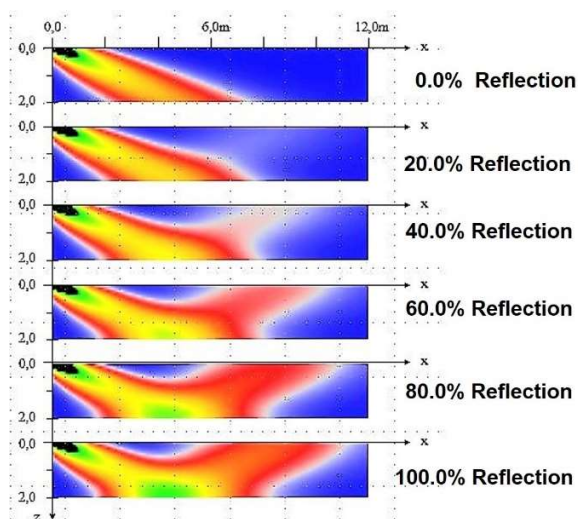 0,0 6,0m 12,0m
0,0 x
0.0% Reflection
2,0
0,0 x
20.0% Reflection
2,0
0,0 x
40.0% Reflection
2,0
0,0 x
60.0% Reflection
2,0
0,0 x
80.0% Reflection
2,0
0,0 x
100.0% Reflection
2,0
z